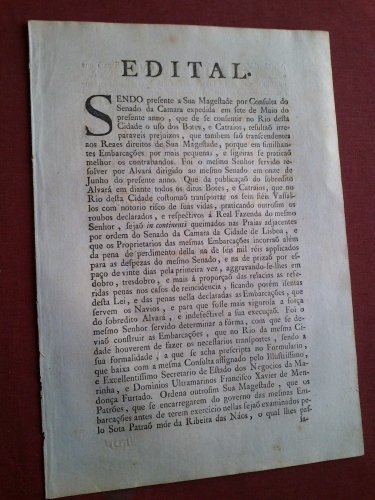 EDITAL.
SENDO presente a Sua Magestade por Consulta do
Senado da Camara expedida em sete de Maio do
presente anno, que de se consentir no Rio desta
Cidade o uso dos Botes, e Catraios, resultaõ irre-
paraveis prejuizos, que tambem saõ transcendentes
aos Reaes direitos de Sua Magestade, porque em similhan-
tes Embarcações por mais pequenas, e ligeiras se praticaõ
melhor os contrabandos. Foi o mesmo Senhor servido re-
solver por Alvará dirigido ao mesmo Senado em onze de
Junho do presente anno. Que da publicaçaõ do sobredito
Alvará em diante todos os ditos Botes, e Catraios, que no
Rio desta Cidade costumaõ transportar os seus fiéis Vassal-
los com notorio risco de suas vidas, praticando outrosim os
roubos declarados, e respectivos á Real Fazenda do mesmo
Senhor, sejaõ in continenti queimados nas Praias adjacentes
por ordem do Senado da Camara da Cidade de Lisboa, e
que os Proprietarios das mesmas Embarcações incorraõ além
da pena de perdimento dellas na de seis mil réis applicados
para as despezas do mesmo Senado, e na de prizaõ por es-
paço de vinte dias pela primeira vez, aggravando-se-lhes em
dobro, tresdobro, e mais á proporçaõ das relaxias as refe-
ridas penas nos casos de reincidencia, ficando porém isentas
desta Lei, e das penas nella declaradas as Embarcações, que
servem os Navios, e para que fosse mais vigorosa a força
do sobredito Alvará, e indefectivel a sua execuçaõ. Foi o
mesmo Senhor servido determinar a fórma, com que se de-
viaõ construir as Embarcações, que no Rio da mesma Ci-
dade houverem de fazer os necessarios transportes, sendo a
sua formalidade, a que se acha prescripta no Formulario,
que baixa com a mesma Consulta assignado pelo Illustrissimo,
e Excellentissimo Secretario de Estado dos Negocios da Ma-
rinha, e Dominios Ultramarinos Francisco Xavier de Men-
donça Furtado. Ordena outrosim Sua Magestade, que os
Patrões, que se encarregarem do governo das mesmas Em-
barcações antes de terem exercicio nellas sejaõ examinados pe-
lo Sota Patraõ mór da Ribeira das Náos, o qual lhes pas-
sa-